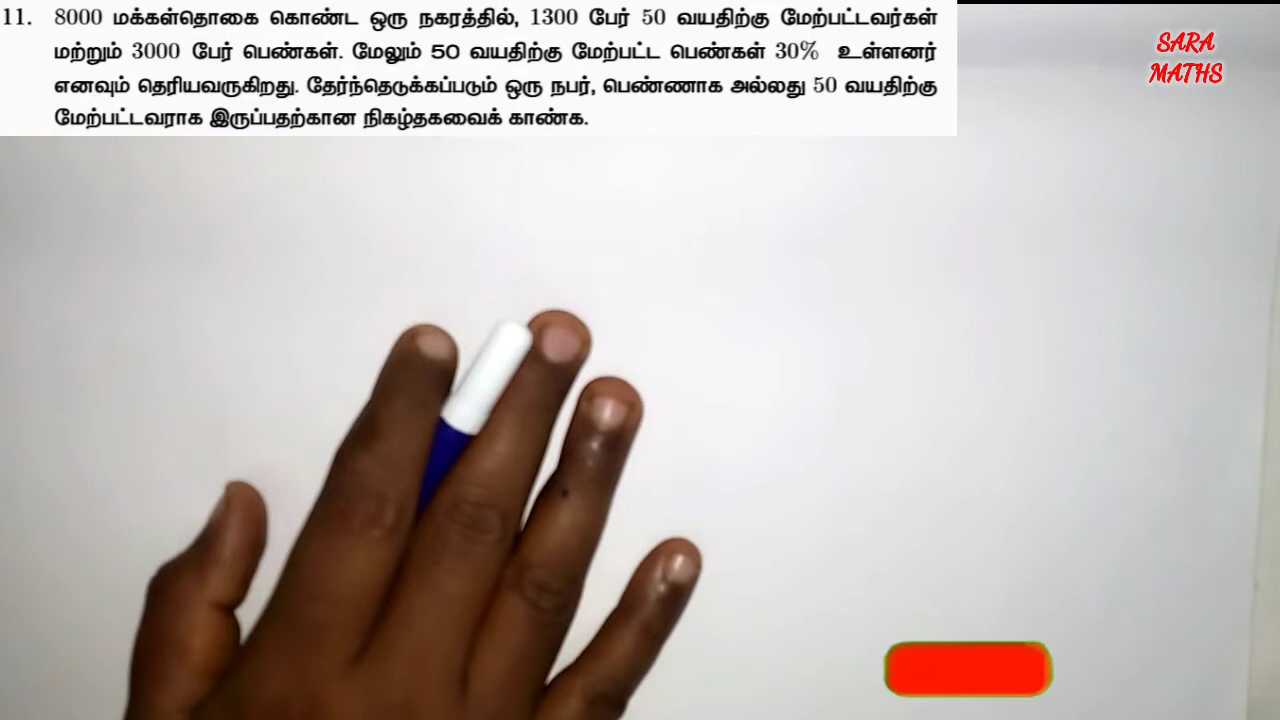 11. 8000 மக்கள்தொகை கொண்ட ஒரு நகரத்தில், 1300 பேர் 50 வயதிற்கு மேற்பட்டவர்கள்
மற்றும் 3000 பேர் பெண்கள். மேலும் 50 வயதிற்கு மேற்பட்ட பெண்கள் 30% உள்ளனர்
எனவும் தெரியவருகிறது. தேர்ந்தெடுக்கப்படும் ஒரு நபர், பெண்ணாக அல்லது 50 வயதிற்கு
மேற்பட்டவராக இருப்பதற்கான நிகழ்தகவைக் காண்க.
SARA
MATHS